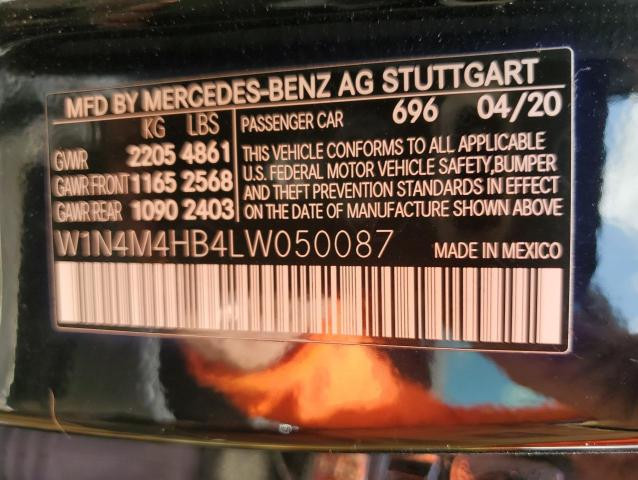 MFD BY MERCEDES-BENZ AG STUTTGART
KG LBS
GVWR 2205 4861
GAWR FRONT 1165 2568
GAWR REAR 1090 2403
PASSENGER CAR 696 04/20
THIS VEHICLE CONFORMS TO ALL APPLICABLE
U.S. FEDERAL MOTOR VEHICLE SAFETY, BUMPER
AND THEFT PREVENTION STANDARDS IN EFFECT
ON THE DATE OF MANUFACTURE SHOWN ABOVE
W1N4M4HB4LW050087 MADE IN MEXICO